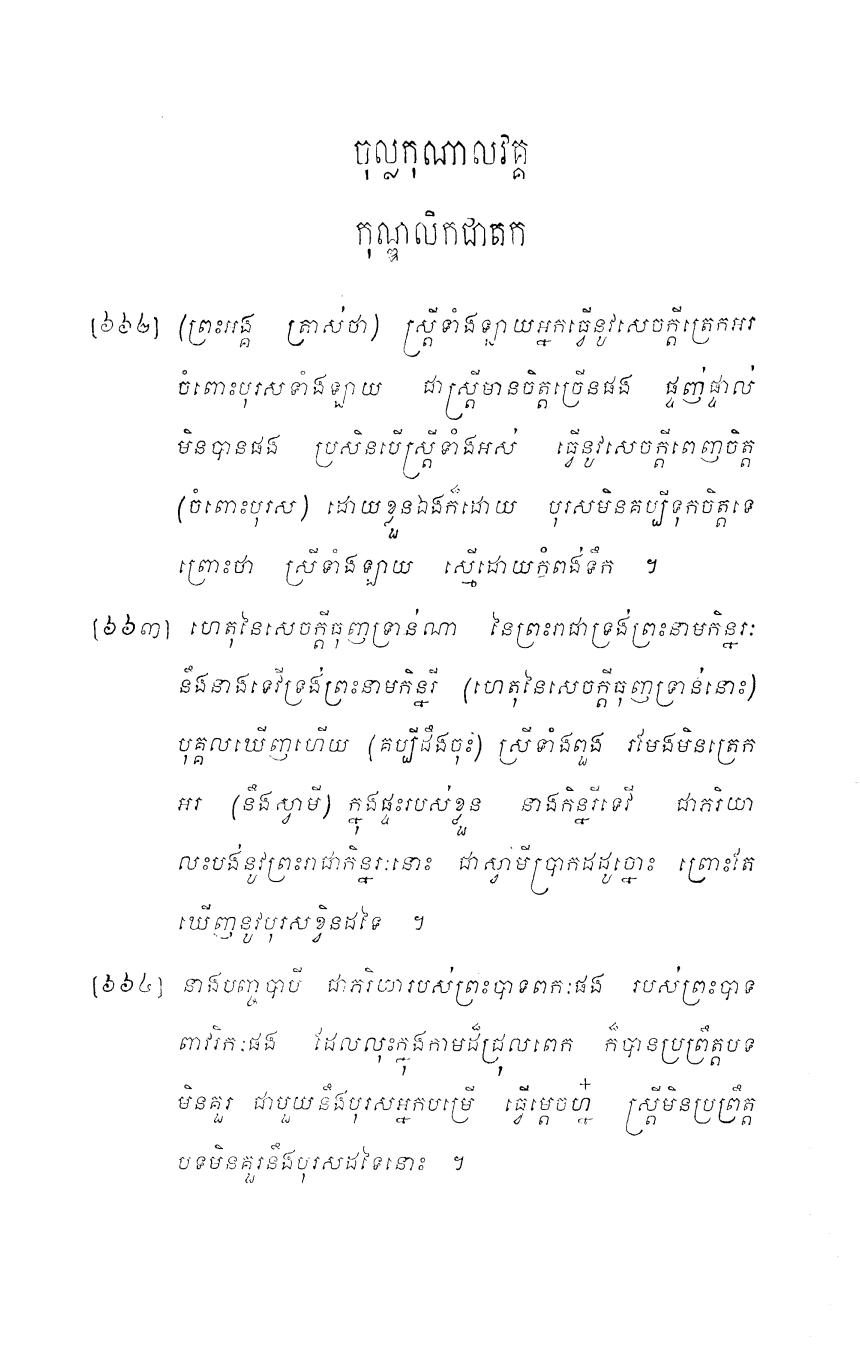 ចុល្លកុណាលវគ្គ
កុណ្ឌលិកជាតក
[៦៦២] (ព្រះអង្គ ត្រាស់ថា) ស្ត្រីទាំងឡាយអ្នកធ្វើនូវសេចក្តីត្រេកអរ
ចំពោះបុរសទាំងឡាយ ជាស្ត្រីមានចិត្តច្រើនផង ផ្ចាញ់ផ្ចាល់
មិនបានផង ប្រសិនបើស្ត្រីទាំងអស់ ធ្វើនូវសេចក្តីពេញចិត្ត
(ចំពោះបុរស) ដោយខ្លួនឯងក៏ដោយ បុរសមិនគប្បីទុកចិត្តទេ
ព្រោះថា ស្រីទាំងឡាយ ស្មើដោយកំពង់ទឹក ។
[៦៦៣] ហេតុនៃសេចក្តីធុញទ្រាន់ណា នៃព្រះរាជាទ្រង់ព្រះនាមកិន្នរៈ
នឹងនាងទេវីទ្រង់ព្រះនាមកិន្នរី (ហេតុនៃសេចក្តីធុញទ្រាន់នោះ)
បុគ្គលឃើញហើយ (គប្បីដឹងចុះ) ស្រីទាំងពួង រមែងមិនត្រេក
អរ (នឹងស្វាមី) ក្នុងផ្ទះរបស់ខ្លួន នាងកិន្នរីទេវី ជាភរិយា
លះបង់នូវព្រះរាជាកិន្នរៈនោះ ជាស្វាមីប្រាកដដូច្នោះ ព្រោះតែ
ឃើញនូវបុរសខ្វិនដទៃ ។
[៦៦៤] នាងបញ្ចបាបី ជាភរិយារបស់ព្រះបាទពកៈផង របស់ព្រះបាទ
ពាវរិកៈផង ដែលលុះក្នុងកាមដ៏ជ្រុលពេក ក៏បានប្រព្រឹត្តបទ
មិនគួរ ជាមួយនឹងបុរសអ្នកបម្រើ ធ្វើម្តេចហ្ន៎ ស្ត្រីមិនប្រព្រឹត្ត
បទមិនគួរនឹងបុរសដទៃនោះ ។